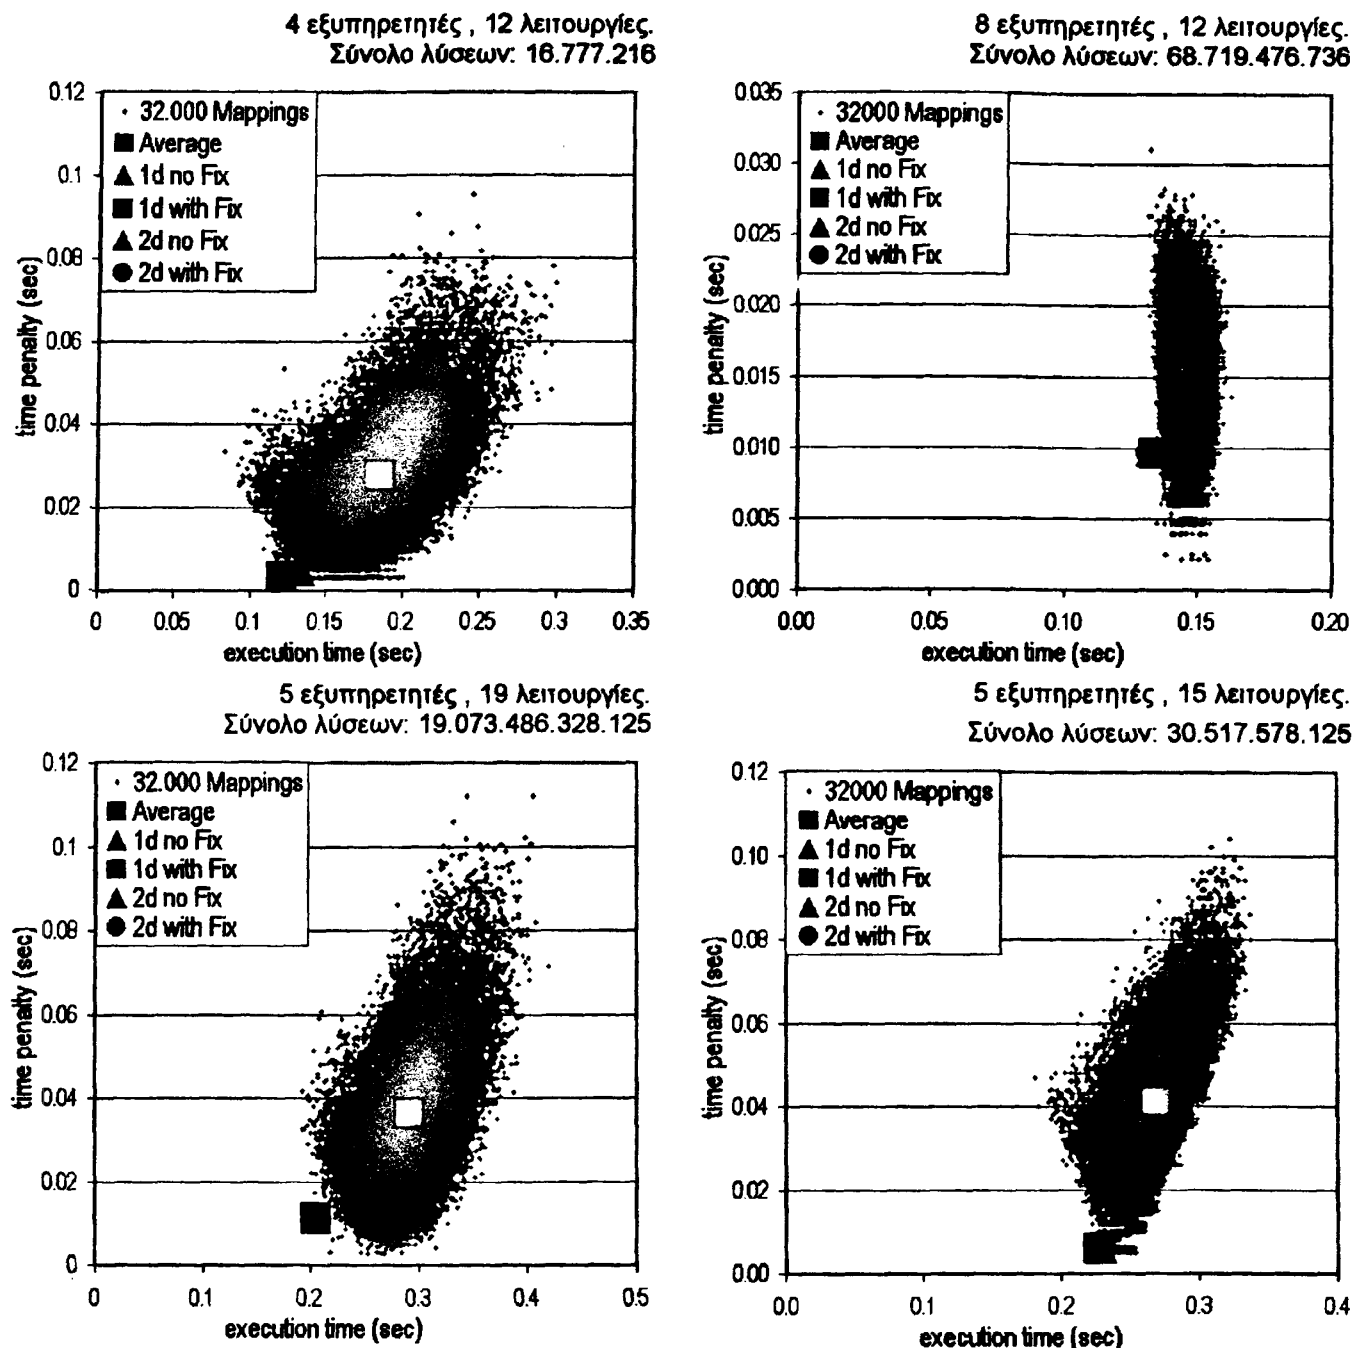 4 εξυπηρετητές , 12 λειτουργίες.
Σύνολο λύσεων: 16.777.216
0.12
0.1
0.08
0.06
0.04
0.02
0
time penalty (sec)
32.000 Mappings
Average
1d no Fix
1d with Fix
2d no Fix
2d with Fix
0 0.05 0.1 0.15 0.2 0.25 0.3 0.35
execution time (sec)
8 εξυπηρετητές , 12 λειτουργίες.
Σύνολο λύσεων: 68.719.476.736
0.035
0.030
0.025
0.020
0.015
0.010
0.005
0.000
time penalty (sec)
32000 Mappings
Average
1d no Fix
1d with Fix
2d no Fix
2d with Fix
0.00 0.05 0.10 0.15 0.20
execution time (sec)
5 εξυπηρετητές , 19 λειτουργίες.
Σύνολο λύσεων: 19.073.486.328.125
0.12
0.1
0.08
0.06
0.04
0.02
0
time penalty (sec)
32.000 Mappings
Average
1d no Fix
1d with Fix
2d no Fix
2d with Fix
0 0.1 0.2 0.3 0.4 0.5
execution time (sec)
5 εξυπηρετητές , 15 λειτουργίες.
Σύνολο λύσεων: 30.517.578.125
0.12
0.10
0.08
0.06
0.04
0.02
0.00
time penalty (sec)
32000 Mappings
Average
1d no Fix
1d with Fix
2d no Fix
2d with Fix
0.0 0.1 0.2 0.3 0.4
execution time (sec)